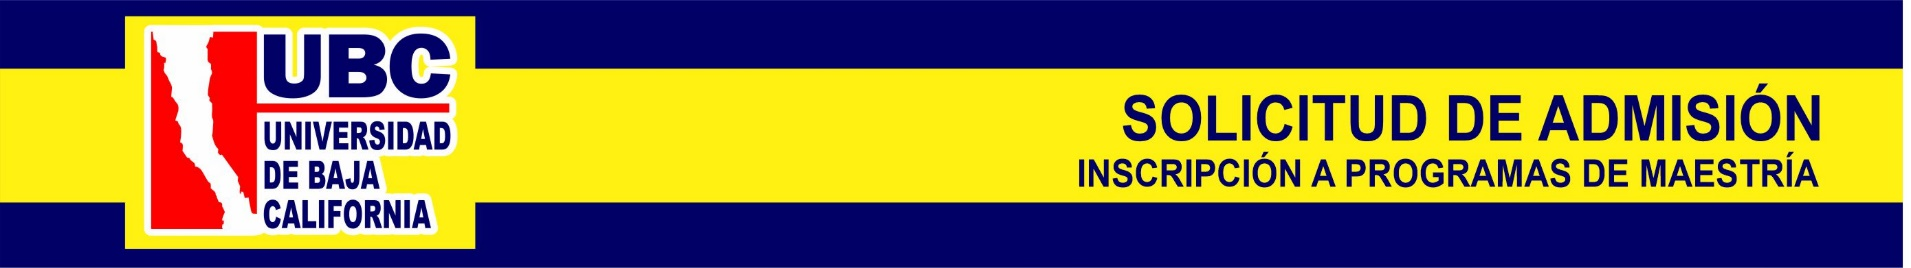 UBC
UNIVERSIDAD
DE BAJA
CALIFORNIA
SOLICITUD DE ADMISIÓN
INSCRIPCIÓN A PROGRAMAS DE MAESTRÍA